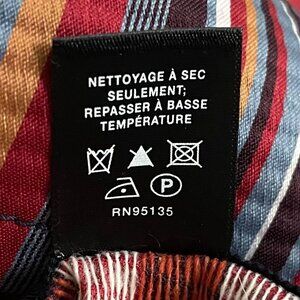 NETTOYAGE À SEC
SEULEMENT;
REPASSER À BASSE
TEMPÉRATURE
P
RN95135